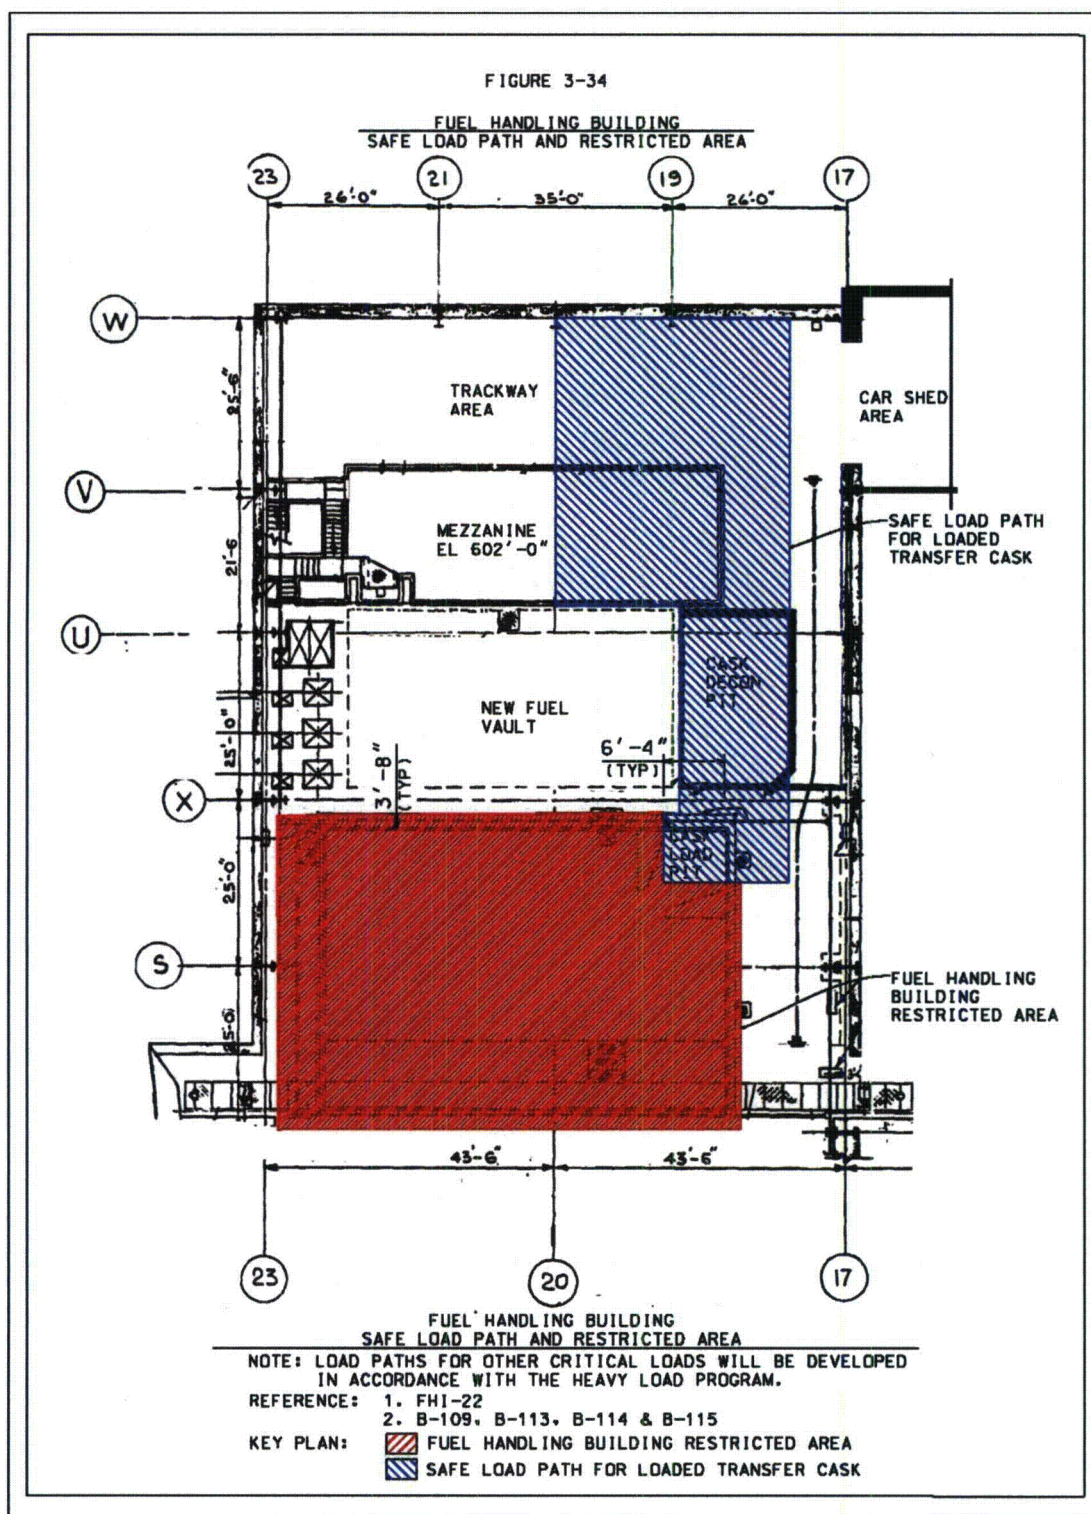 FIGURE 3-34
FUEL HANDLING BUILDING
SAFE LOAD PATH AND RESTRICTED AREA
23
21
19
17
26'-0"
35'-0"
26'-0"
W
25'-6"
TRACKWAY
AREA
CAR SHED
AREA
V
MEZZANINE
EL 602'-0"
SAFE LOAD PATH
FOR LOADED
TRANSFER CASK
21'-6
U
CASK
DECON
PIT
NEW FUEL
VAULT
25'-0"
6'-4"
(TYP)
3'-8"
(TYP)
X
CASK
LOAD
PIT
25'-0"
S
FUEL HANDLING
BUILDING
RESTRICTED AREA
25'-0"
43'-6"
43'-6"
23
20
17
FUEL HANDLING BUILDING
SAFE LOAD PATH AND RESTRICTED AREA
NOTE: LOAD PATHS FOR OTHER CRITICAL LOADS WILL BE DEVELOPED
IN ACCORDANCE WITH THE HEAVY LOAD PROGRAM.
REFERENCE: 1. FHI-22
2. B-109, B-113, B-114 & B-115
KEY PLAN: FUEL HANDLING BUILDING RESTRICTED AREA
SAFE LOAD PATH FOR LOADED TRANSFER CASK